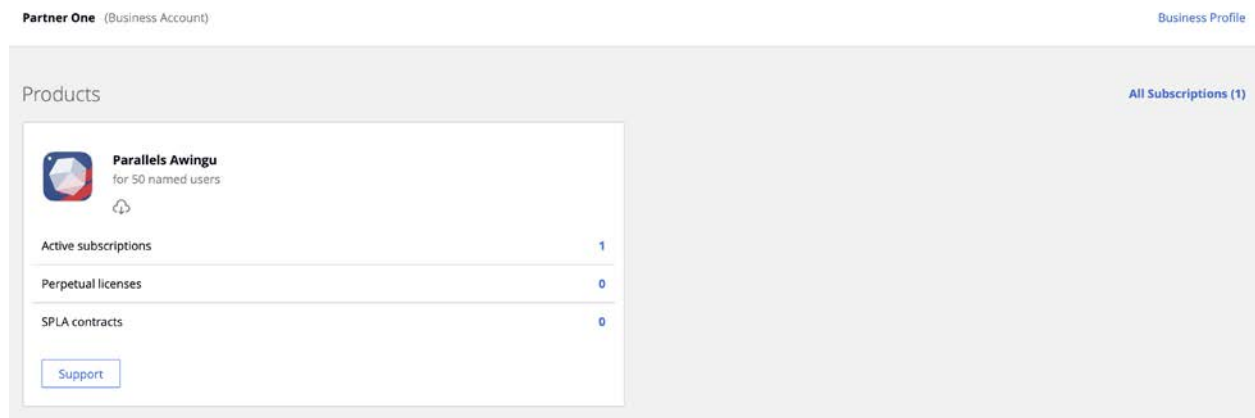 Partner One (Business Account)
Business Profile
Products
All Subscriptions (1)
Parallels Awingu
for 50 named users
Active subscriptions 1
Perpetual licenses 0
SPLA contracts 0
Support